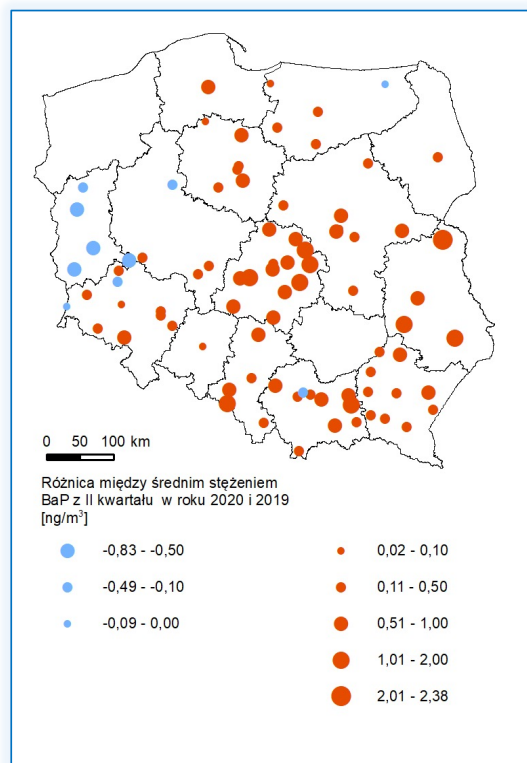 0 50 100 km
Różnica między średnim stężeniem
BaP z II kwartału w roku 2020 i 2019
[ng/m³]
-0,83 - -0,50
-0,49 - -0,10
-0,09 - 0,00
0,02 - 0,10
0,11 - 0,50
0,51 - 1,00
1,01 - 2,00
2,01 - 2,38